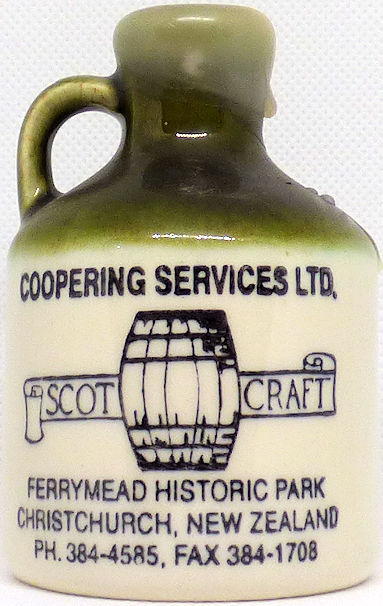 COOPERING SERVICES LTD.
SCOT CRAFT
FERRYMEAD HISTORIC PARK
CHRISTCHURCH, NEW ZEALAND
PH. 384-4585, FAX 384-1708